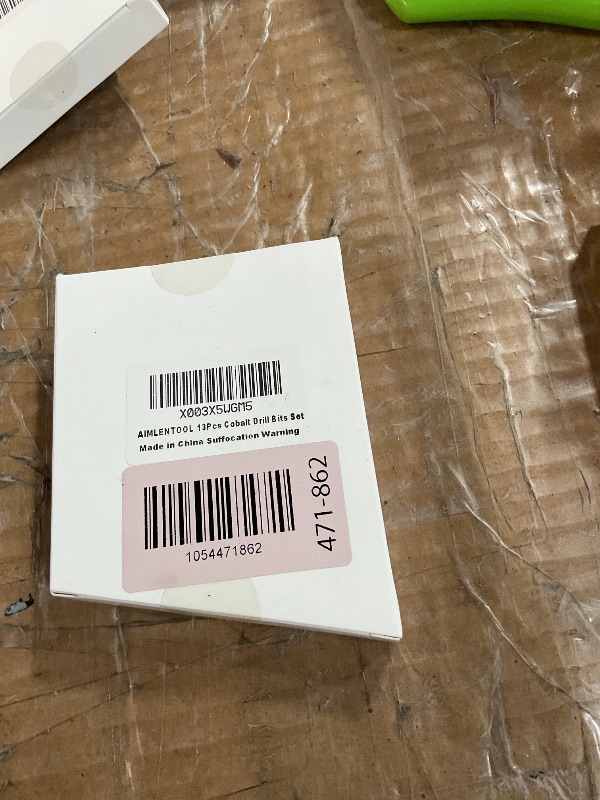 X003X5WGM5
AIMLENTOOL 13Pcs Cobalt Drill Bits Set
Made in China Suffocation Warning
1054471862
471-862